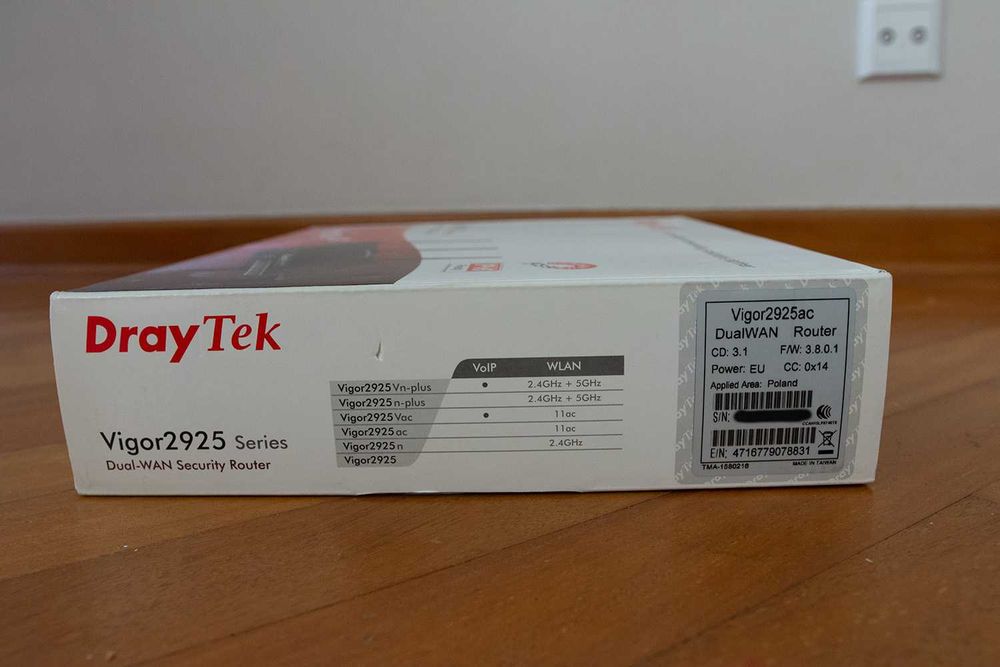 DrayTek
Vigor2925 Series
Dual-WAN Security Router
VoIP WLAN
Vigor2925Vn-plus • 2.4GHz + 5GHz
Vigor2925n-plus 2.4GHz + 5GHz
Vigor2925Vac • 11ac
Vigor2925ac 11ac
Vigor2925n 2.4GHz
Vigor2925
Vigor2925ac
DualWAN Router
CD: 3.1 F/W: 3.8.0.1
Power: EU CC: 0x14
Applied Area: Poland
S/N:
E/N: 4716779078831
TMA-1580216 MADE IN TAIWAN